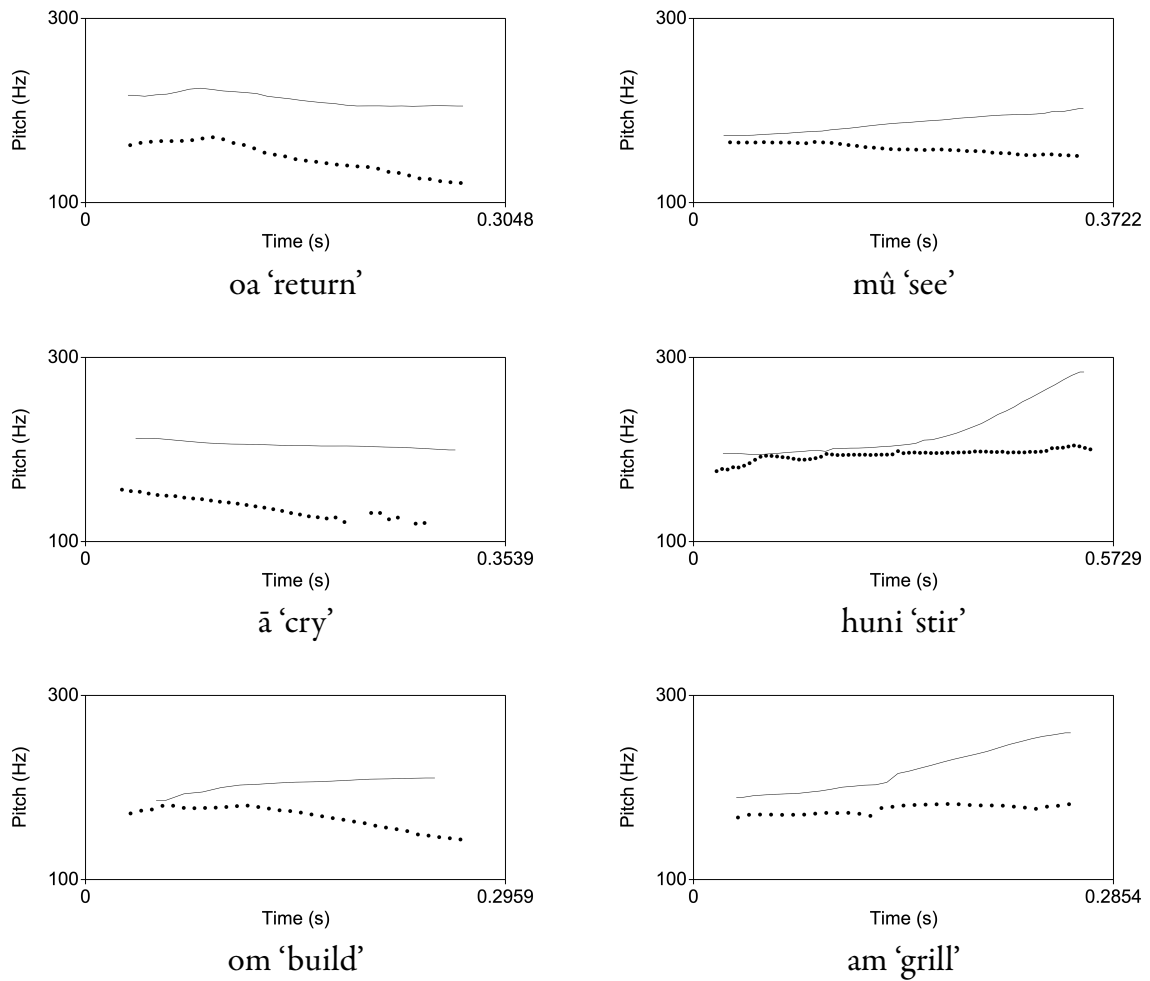 300
Pitch (Hz)
100
0
0.3048
Time (s)
oa ‘return’
300
Pitch (Hz)
100
0
0.3722
Time (s)
mû ‘see’
300
Pitch (Hz)
100
0
0.3539
Time (s)
ā ‘cry’
300
Pitch (Hz)
100
0
0.5729
Time (s)
huni ‘stir’
300
Pitch (Hz)
100
0
0.2959
Time (s)
om ‘build’
300
Pitch (Hz)
100
0
0.2854
Time (s)
am ‘grill’